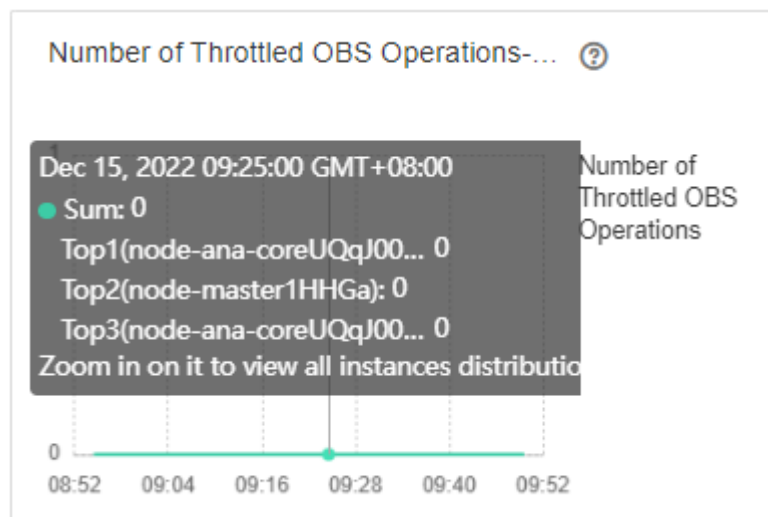 Number of Throttled OBS Operations-...
1
Dec 15, 2022 09:25:00 GMT+08:00
Sum: 0
Top1(node-ana-coreUQqJ00... 0
Top2(node-master1HHGa): 0
Top3(node-ana-coreUQqJ00... 0
Zoom in on it to view all instances distributio
Number of
Throttled OBS
Operations
0
08:52 09:04 09:16 09:28 09:40 09:52